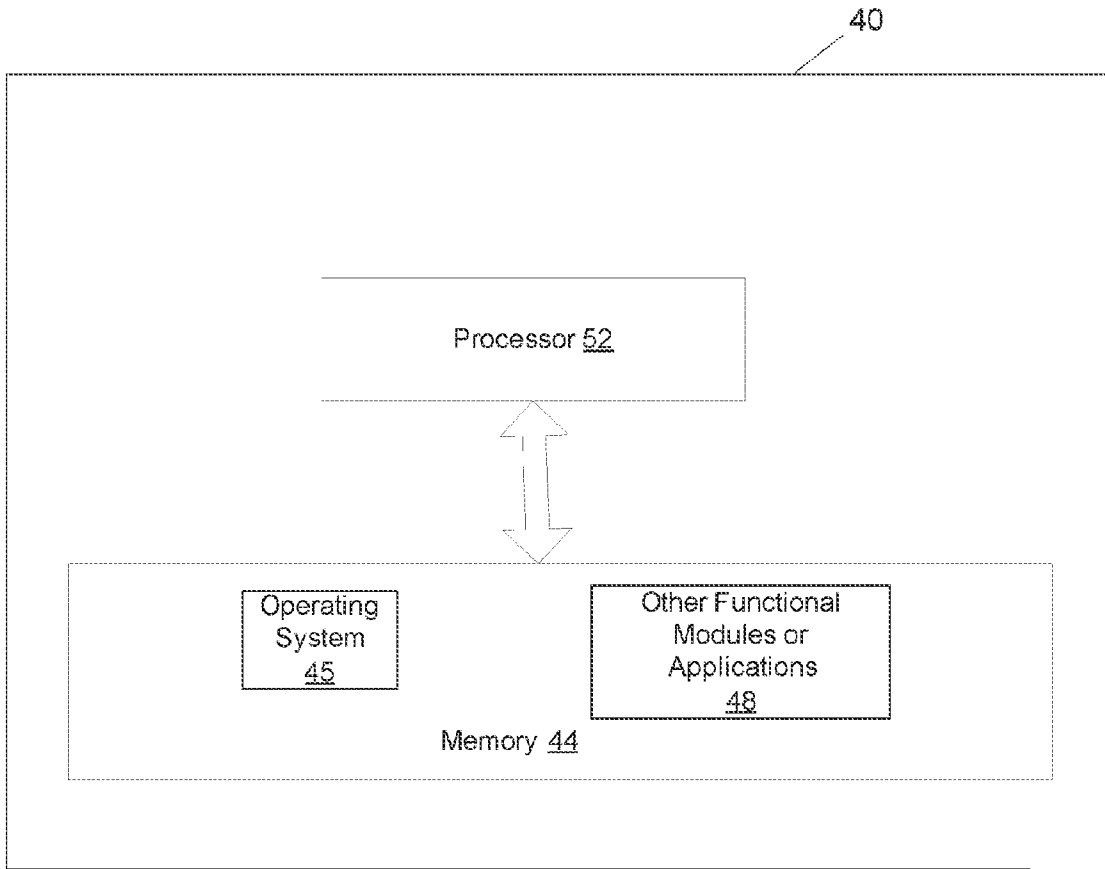 40
Processor 52
Operating
System
45
Other Functional
Modules or
Applications
48
Memory 44